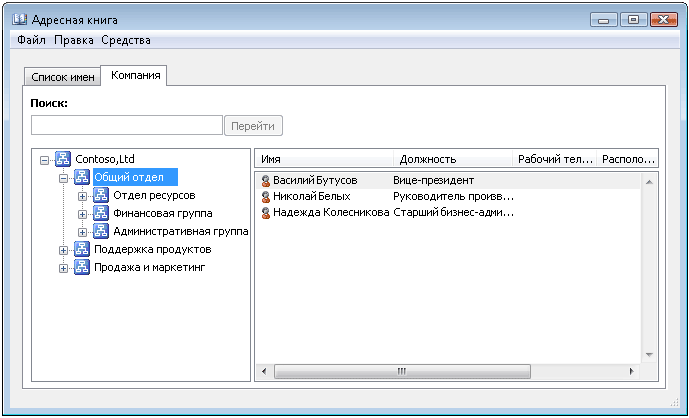 Адресная книга
Файл Правка Средства
Список имен Компания
Поиск:
Перейти
Contoso,Ltd
Общий отдел
Отдел ресурсов
Финансовая группа
Административная группа
Поддержка продуктов
Продажа и маркетинг
Имя Должность Рабочий тел... Располо...
Василий Бутусов Вице-президент
Николай Белых Руководитель произв...
Надежда Колесникова Старший бизнес-адми...